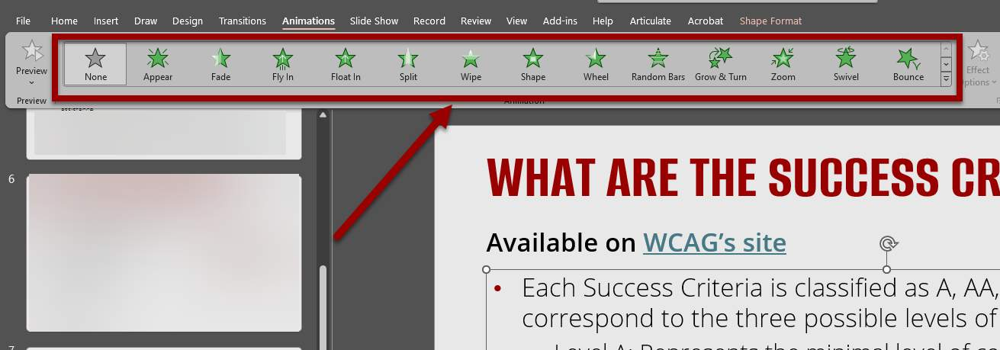 File Home Insert Draw Design Transitions Animations Slide Show Record Review View Add-ins Help Articulate Acrobat Shape Format
Preview
None Appear Fade Fly In Float In Split Wipe Shape Wheel Random Bars Grow & Turn Zoom Swivel Bounce
Effect
ptions
Preview
Animation
assistance
6
WHAT ARE THE SUCCESS CR
Available on WCAG’s site
• Each Success Criteria is classified as A, AA,
correspond to the three possible levels of
Level A: Represents the minimal level of co
7